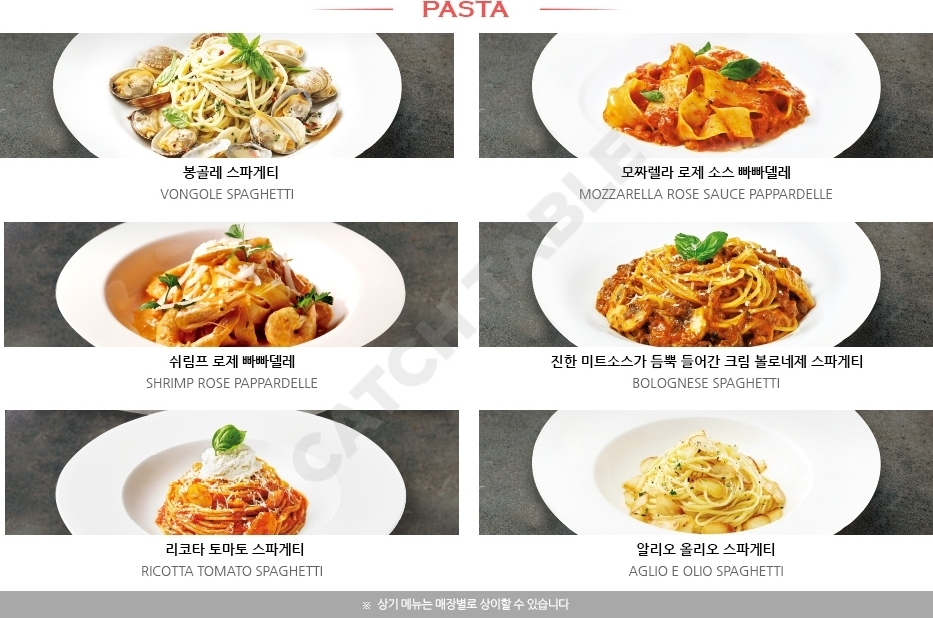 PASTA
봉골레 스파게티
VONGOLE SPAGHETTI
모짜렐라 로제 소스 빠빠델레
MOZZARELLA ROSE SAUCE PAPPARDELLE
쉬림프 로제 빠빠델레
SHRIMP ROSE PAPPARDELLE
진한 미트소스가 듬뿍 들어간 크림 볼로네제 스파게티
BOLOGNESE SPAGHETTI
리코타 토마토 스파게티
RICOTTA TOMATO SPAGHETTI
알리오 올리오 스파게티
AGLIO E OLIO SPAGHETTI
※ 상기 메뉴는 매장별로 상이할 수 있습니다
CATCHTABLE